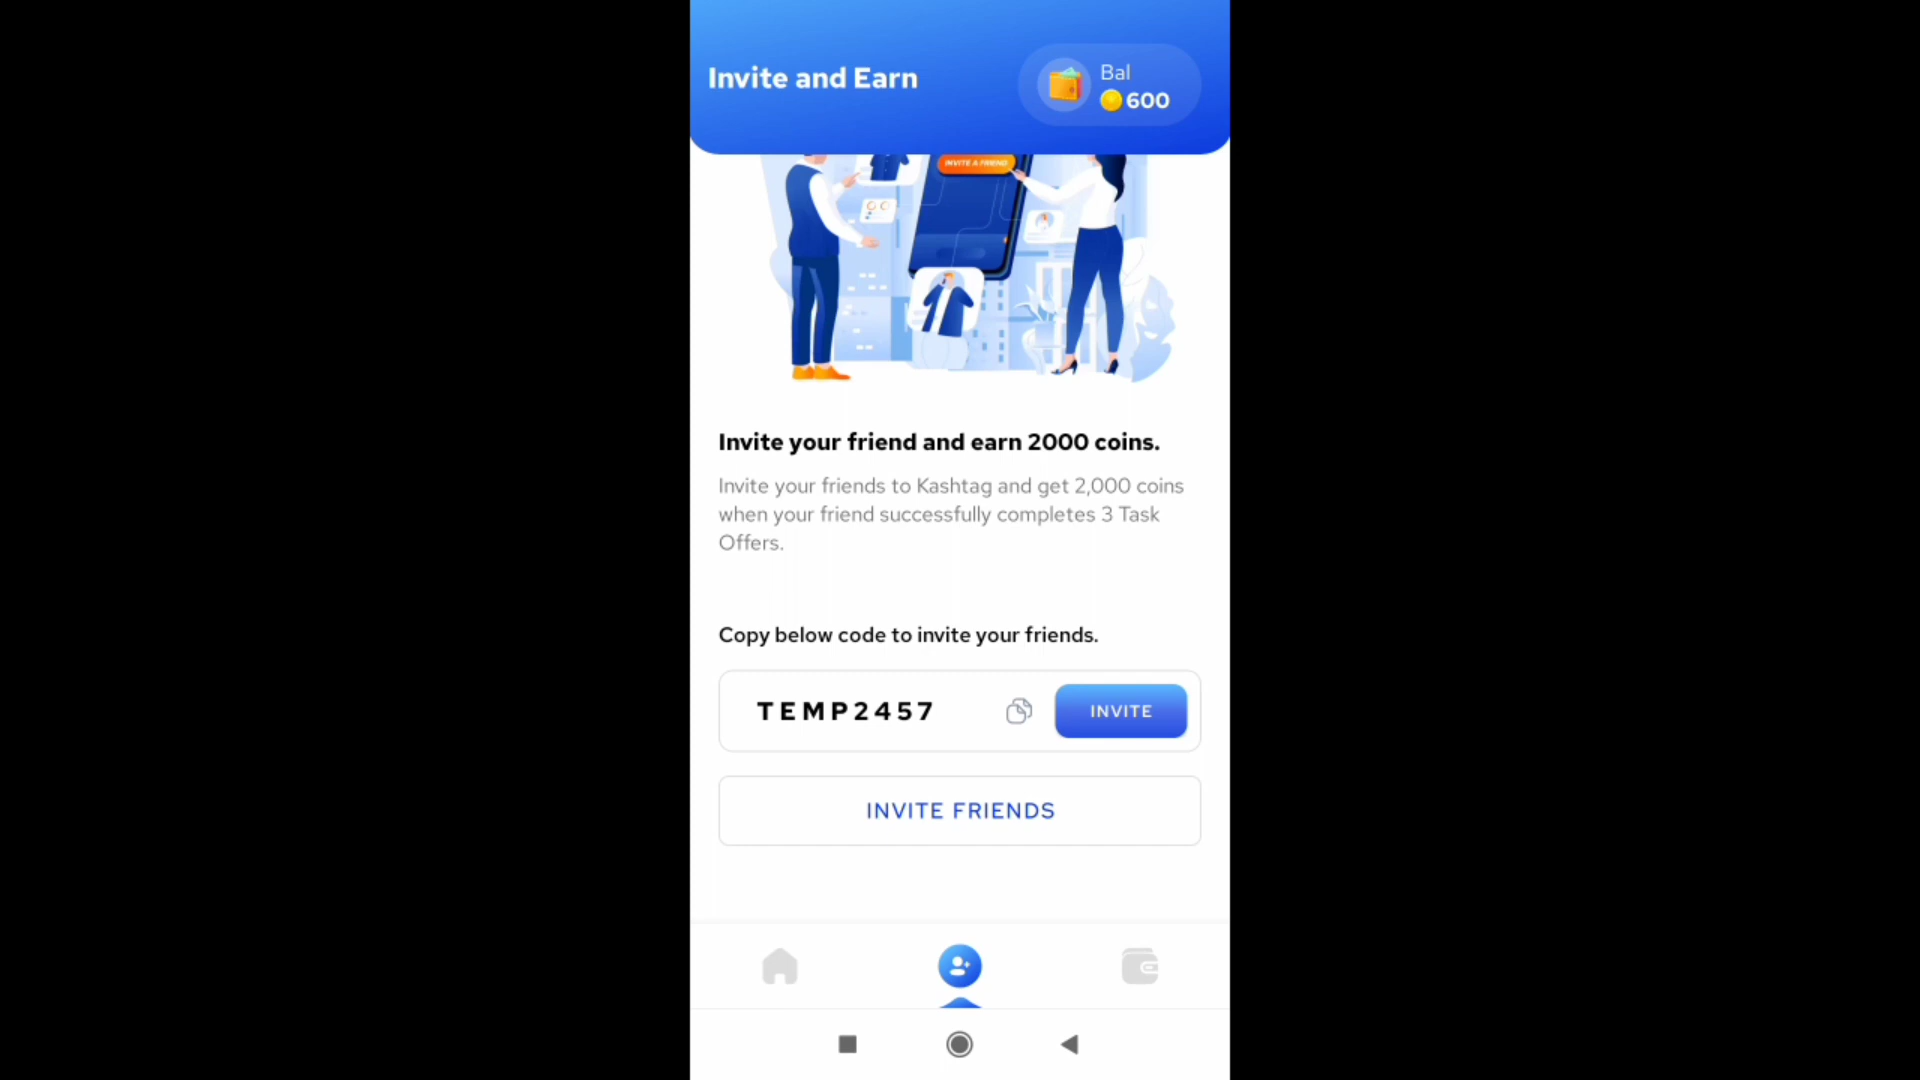 Invite and Earn
Bal
600
INVITE A FRIEND
Invite your friend and earn 2000 coins.
Invite your friends to Kashtag and get 2,000 coins
when your friend successfully completes 3 Task
Offers.
Copy below code to invite your friends.
TEMP2457
INVITE
INVITE FRIENDS